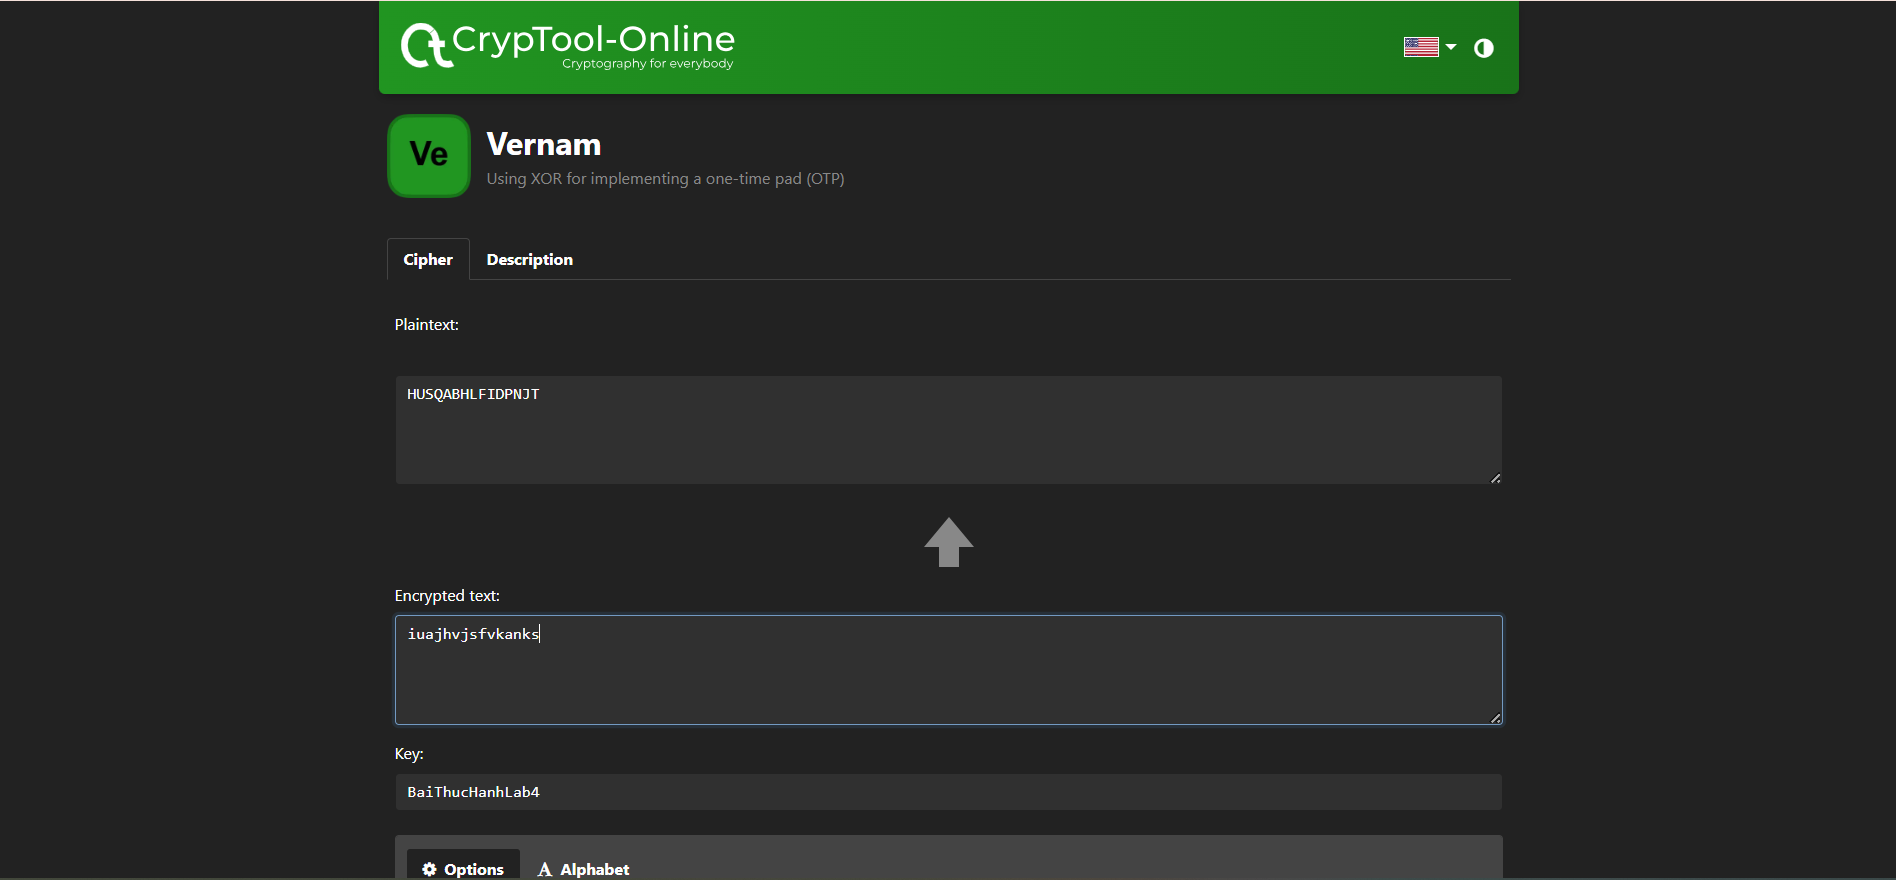 CrypTool-Online
Cryptography for everybody
Ve
Vernam
Using XOR for implementing a one-time pad (OTP)
Cipher Description
Plaintext:
HUSQABHLFIDPNJT
Encrypted text:
iuajhvjsfvkanks
Key:
BaiThucHanhLab4
Options Alphabet